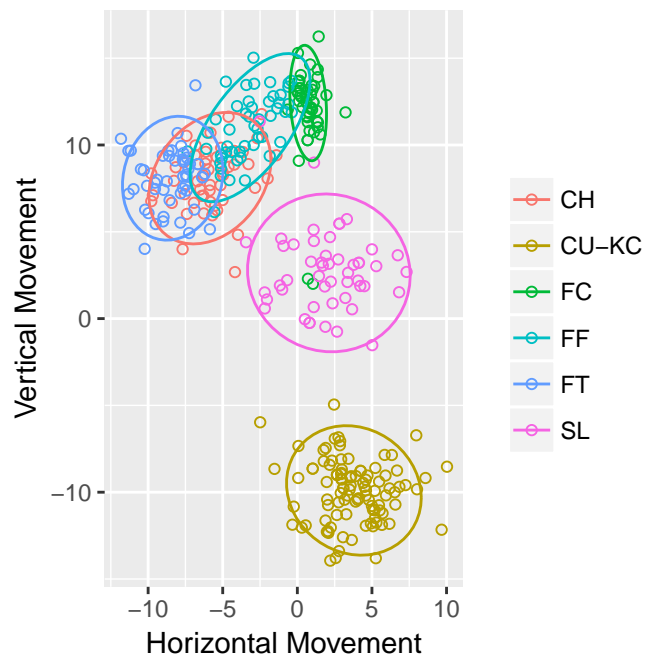 Vertical Movement
10
0
−10
−10
−5
0
5
10
Horizontal Movement
CH
CU−KC
FC
FF
FT
SL